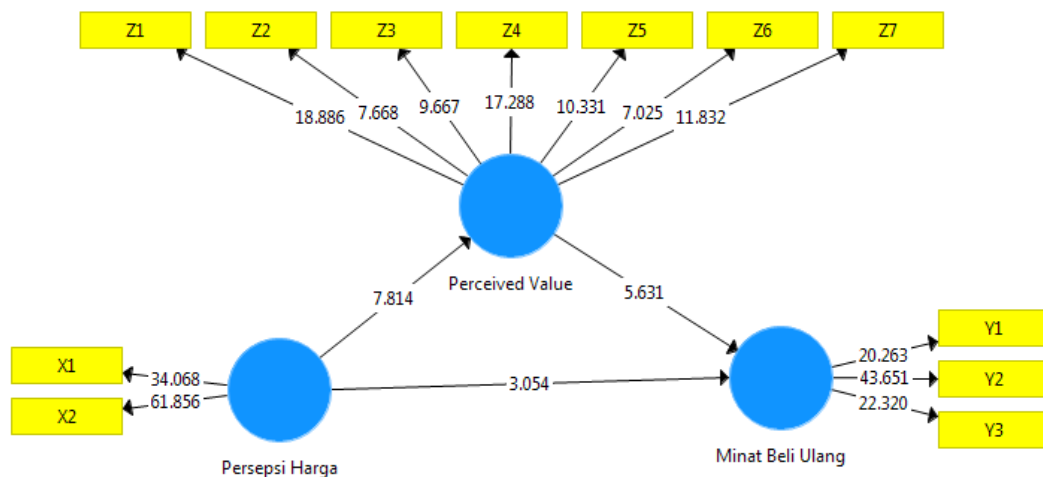 Z1 Z2 Z3 Z4 Z5 Z6 Z7
18.886 7.668 9.667 17.288 10.331 7.025 11.832
Perceived Value
7.814 5.631
X1
34.068
X2
61.856
3.054
Y1
20.263
Y2
43.651
Y3
22.320
Persepsi Harga
Minat Beli Ulang